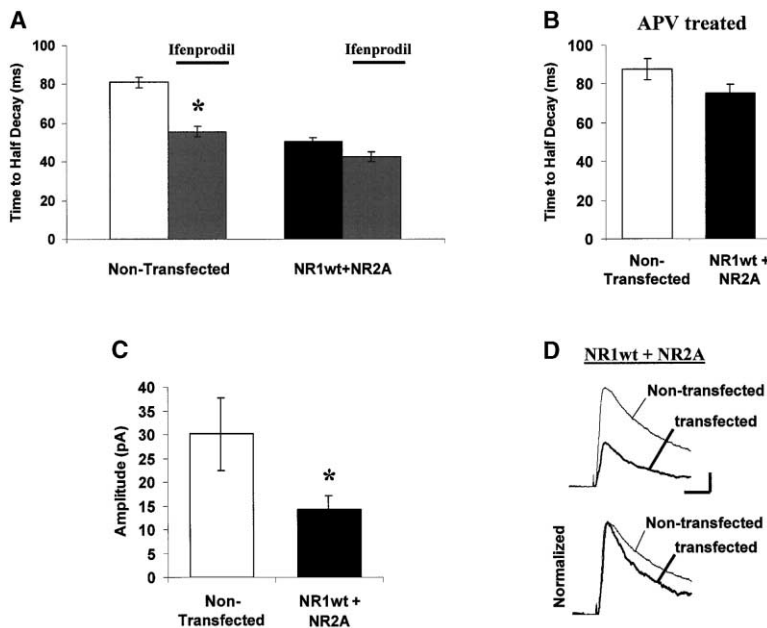 A
Ifenprodil
Ifenprodil
100
80
60
40
20
0
Time to Half Decay (ms)
*
Non-Transfected
NR1wt+NR2A
B
APV treated
100
80
60
40
20
0
Time to Half Decay (ms)
Non-
Transfected
NR1wt +
NR2A
C
40
35
30
25
20
15
10
5
0
Amplitude (pA)
*
Non-
Transfected
NR1wt +
NR2A
D
NR1wt + NR2A
Non-transfected
transfected
Normalized
Non-transfected
transfected